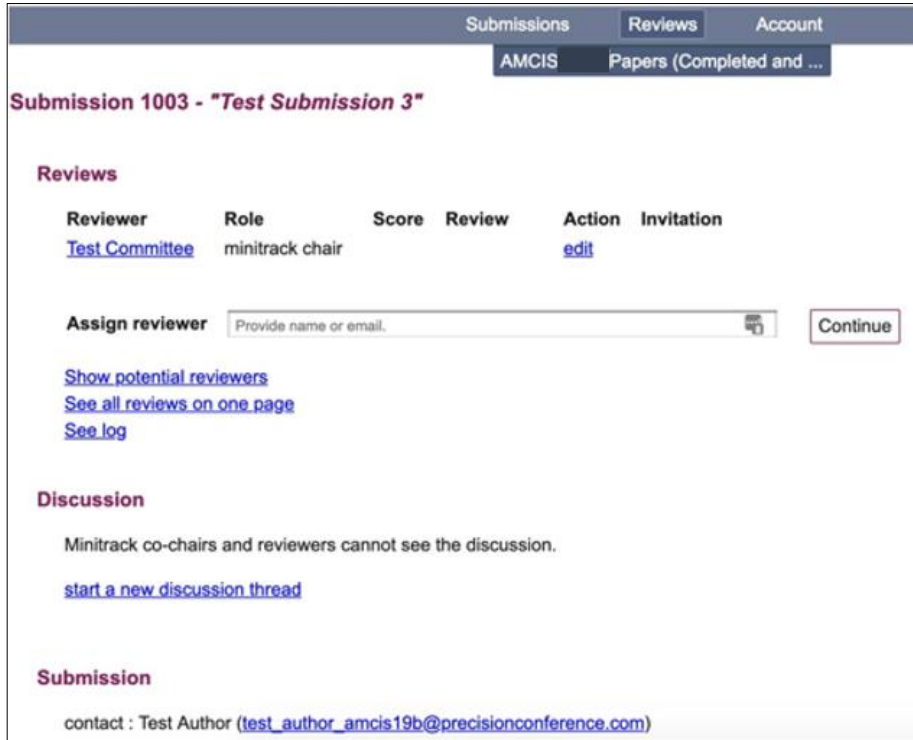 Submissions Reviews Account
AMCIS Papers (Completed and ...
Submission 1003 - "Test Submission 3"
Reviews
Reviewer Role Score Review Action Invitation
Test Committee minitrack chair edit
Assign reviewer Provide name or email. Continue
Show potential reviewers
See all reviews on one page
See log
Discussion
Minitrack co-chairs and reviewers cannot see the discussion.
start a new discussion thread
Submission
contact : Test Author (test_author_amcis19b@precisionconference.com)